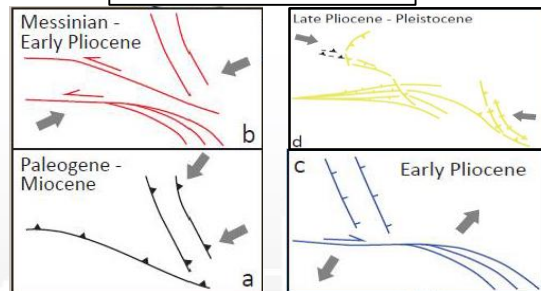 Messinian -
Early Pliocene
b
Late Pliocene - Pleistocene
d
Paleogene -
Miocene
a
c
Early Pliocene